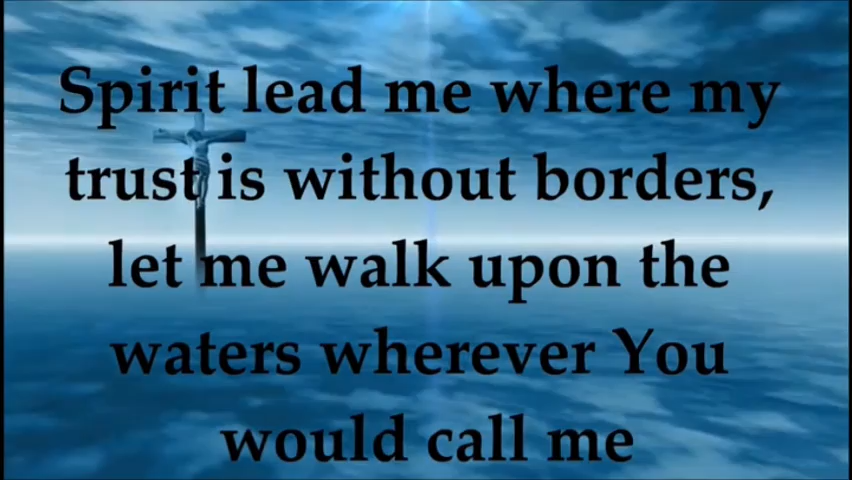 Spirit lead me where my
trust is without borders,
let me walk upon the
waters wherever You
would call me